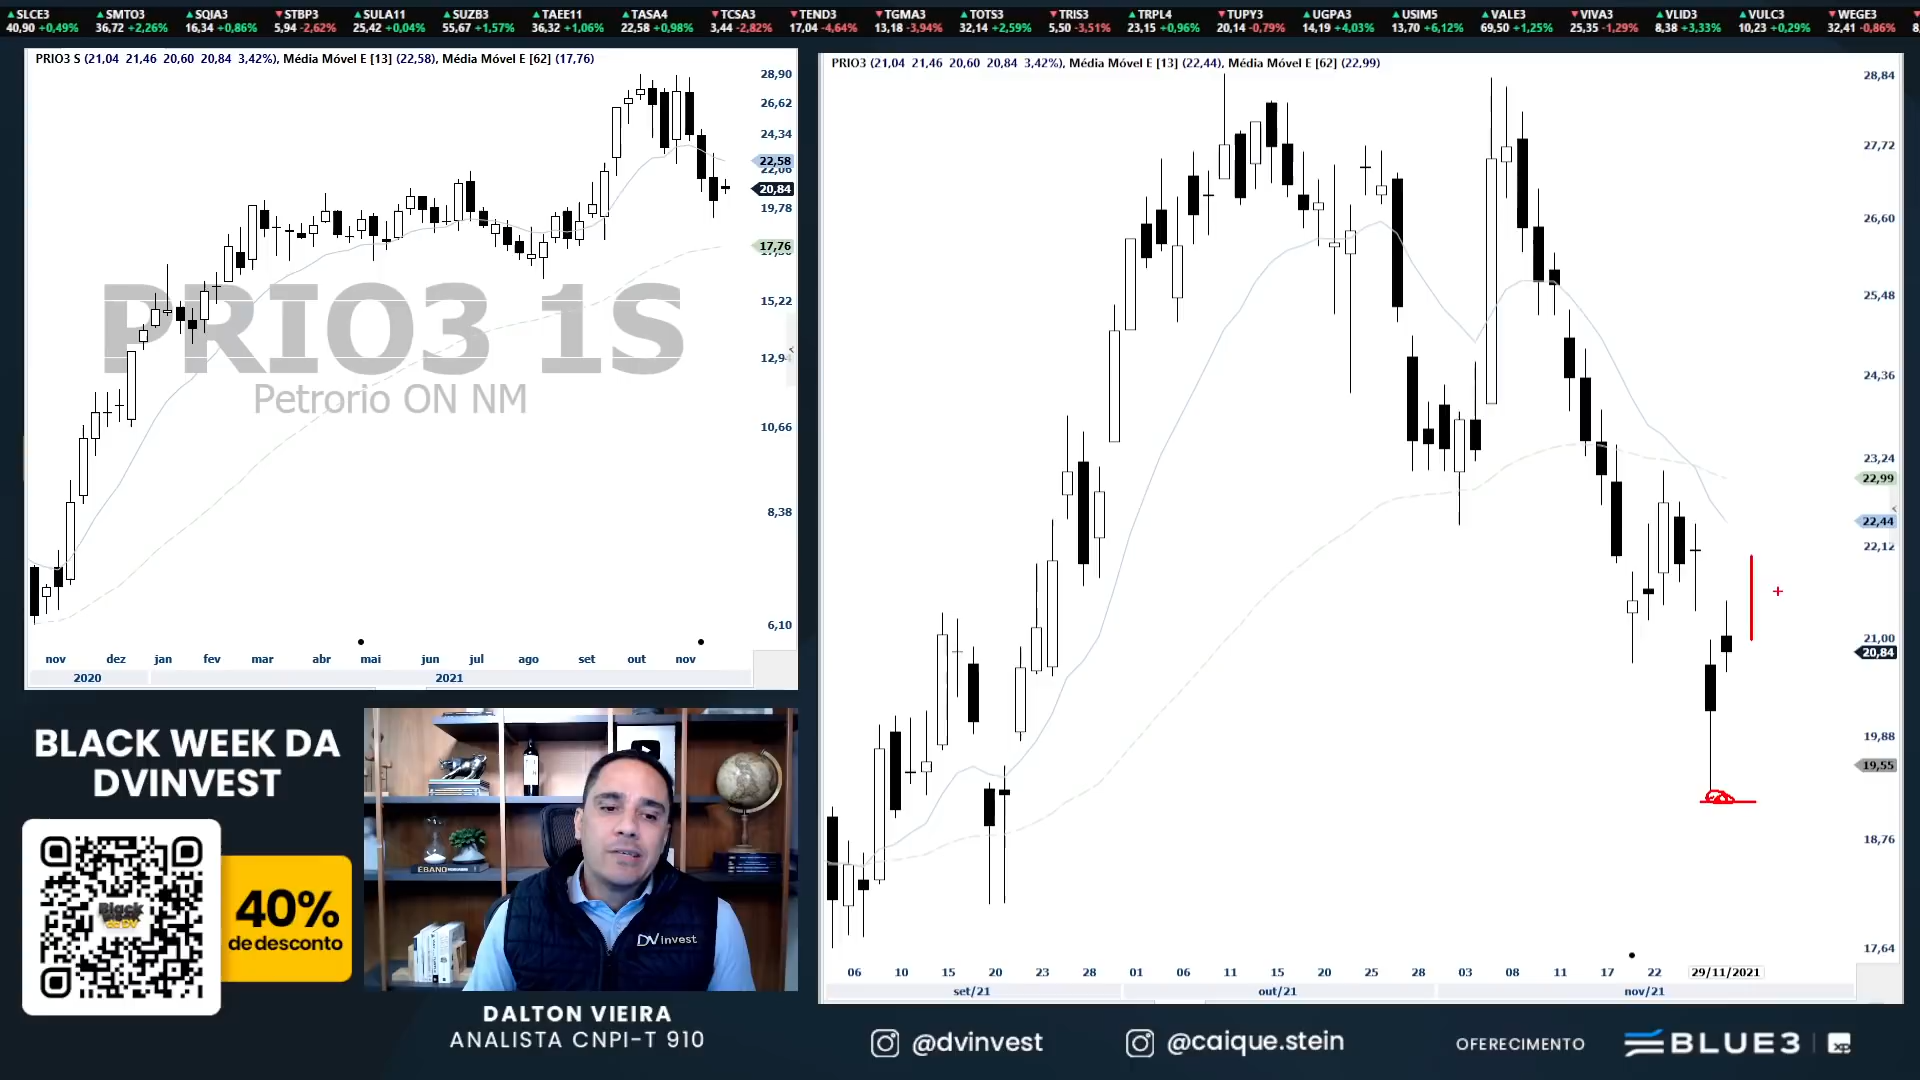 SLCE3 SMTO3 SQIA3 STBP3 SULA11 SUZB3 TAEE11 TASA4 TCSA3 TEND3 TGMA3 TOTS3 TRIS3 TRPL4 TUPY3 UGPA3 USIM5 VALE3 VIVA3 VLID3 VULC3 WEGE3
40,90 +0,49% 36,72 +2,26% 16,34 +0,86% 5,94 -2,62% 25,42 +0,04% 55,67 +1,57% 36,32 +1,06% 22,58 +0,98% 3,44 -2,82% 17,04 -4,64% 13,18 -3,94% 32,14 +2,59% 5,50 -3,51% 23,15 +0,96% 20,14 -0,79% 14,19 +4,03% 13,70 +6,12% 69,50 +1,25% 25,35 -1,29% 8,38 +3,33% 10,23 +0,29% 32,41 -0,86%
PRIO3 S (21,04 21,46 20,60 20,84 3,42%), Média Móvel E [13] (22,58), Média Móvel E [62] (17,76)
28,90
26,62
24,34
22,58
22,06
20,84
19,78
17,76
15,22
12,94
10,66
8,38
6,10
PRIO3 1S
Petrorio ON NM
nov dez jan fev mar abr mai jun jul ago set out nov
2020 2021
PRIO3 (21,04 21,46 20,60 20,84 3,42%), Média Móvel E [13] (22,44), Média Móvel E [62] (22,99)
28,84
27,72
26,60
25,48
24,36
23,24
22,99
22,44
22,12
21,00
20,84
19,88
19,55
18,76
17,64
06 10 15 20 23 28 01 06 11 15 20 25 28 03 08 11 17 22 29/11/2021
set/21 out/21 nov/21
BLACK WEEK DA
DVINVEST
Black
Week
da DV
40%
de desconto
EBANO
DV invest
DALTON VIEIRA
ANALISTA CNPI-T 910
@dvinvest
@caique.stein
OFERECIMENTO
BLUE3
xp